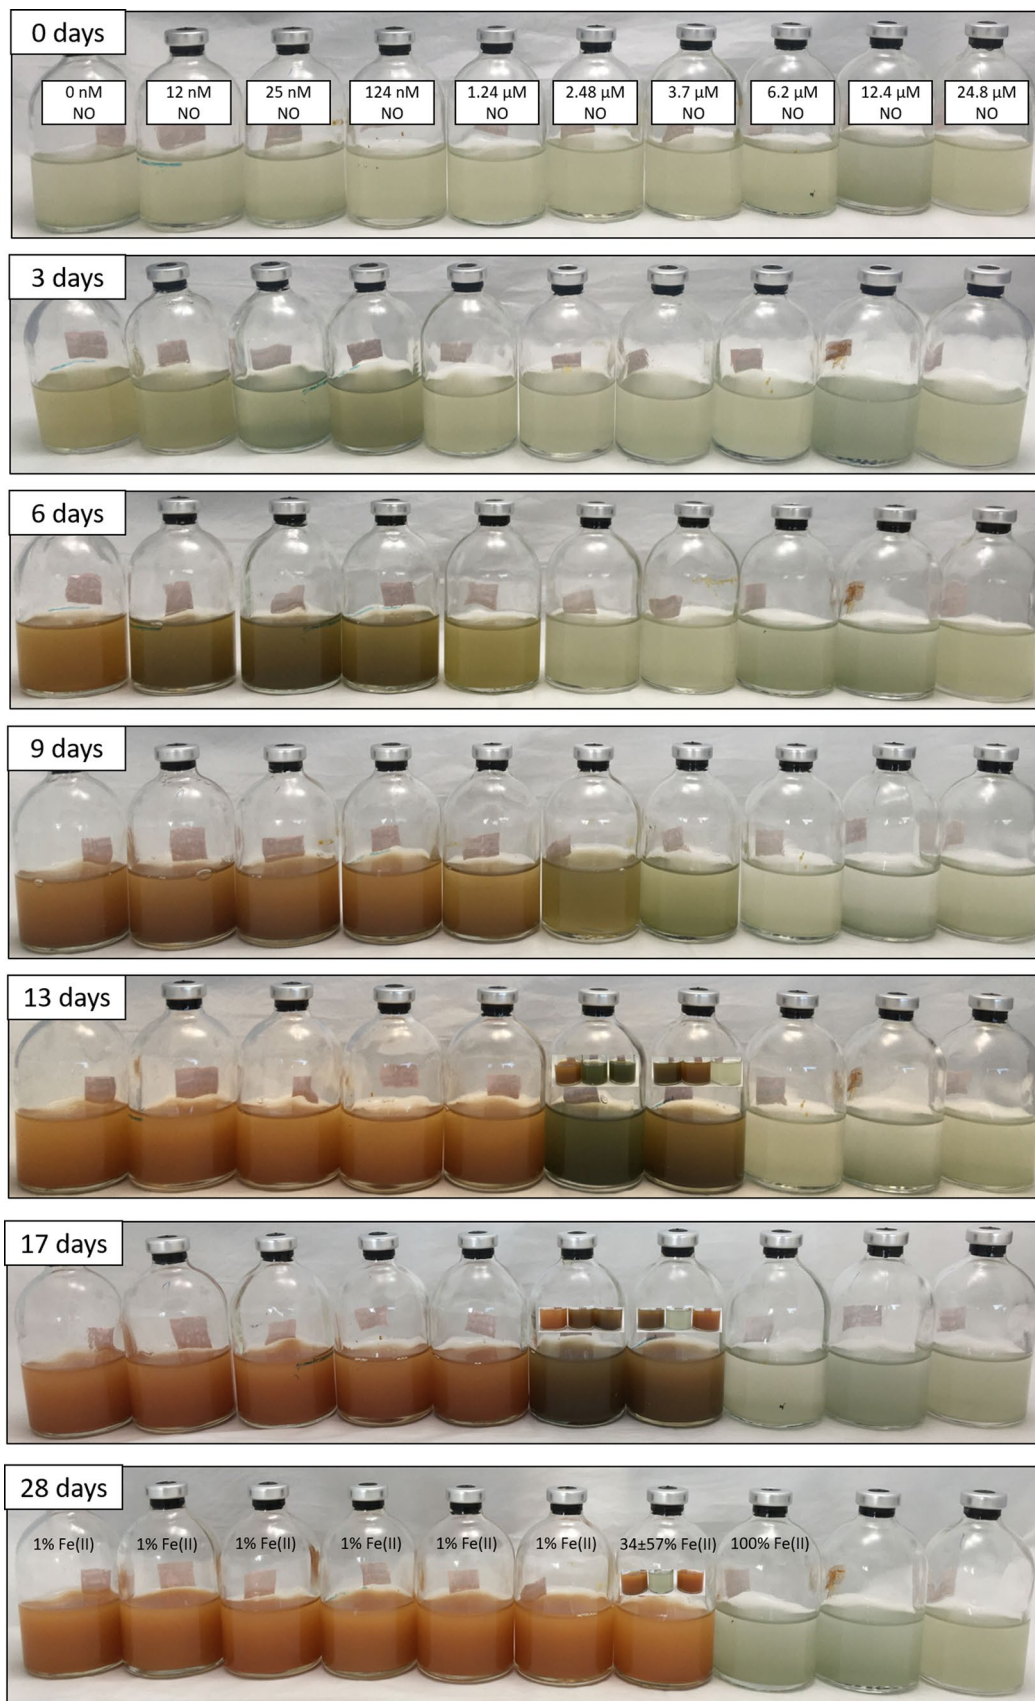 0 days
0 nM
NO
12 nM
NO
25 nM
NO
124 nM
NO
1.24 µM
NO
2.48 µM
NO
3.7 µM
NO
6.2 µM
NO
12.4 µM
NO
24.8 µM
NO
3 days
6 days
9 days
13 days
17 days
28 days
1% Fe(II)
1% Fe(II)
1% Fe(II)
1% Fe(II)
1% Fe(II)
1% Fe(II)
34±57% Fe(II)
100% Fe(II)